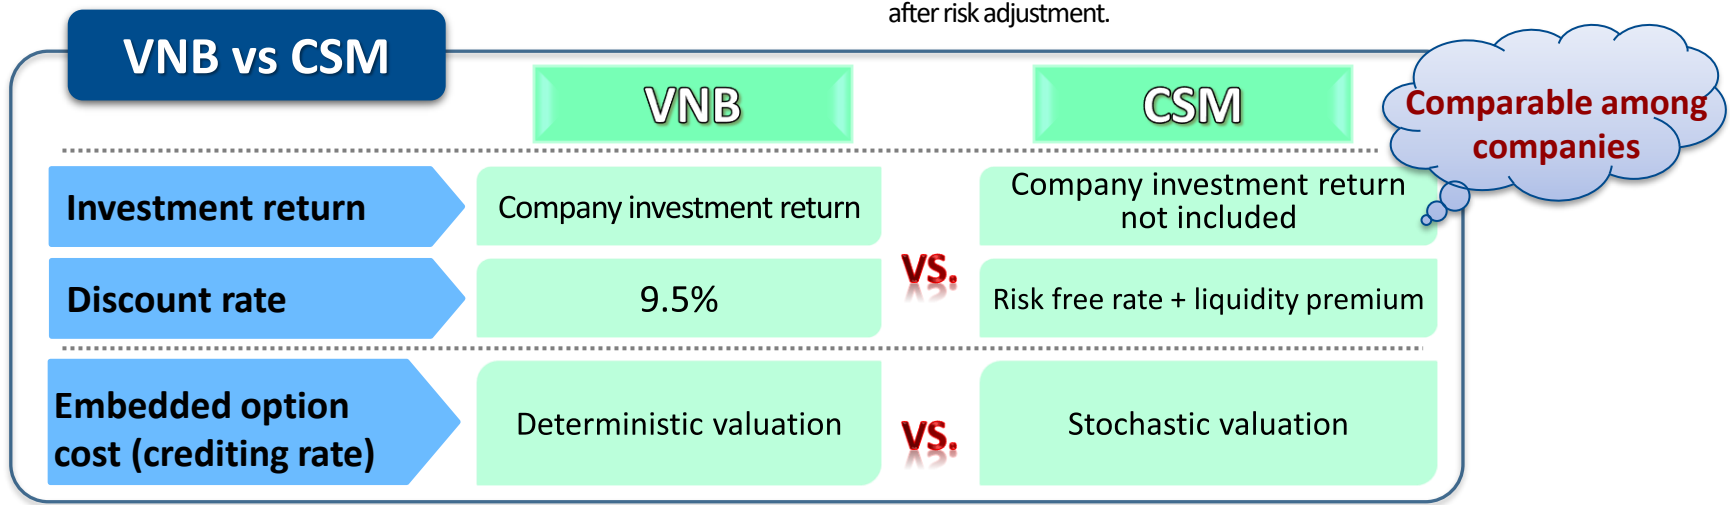 after risk adjustment.
VNB vs CSM
VNB
CSM
Comparable among
companies
Investment return
Company investment return
Company investment return
not included
vs.
Discount rate
9.5%
Risk free rate + liquidity premium
Embedded option
cost (crediting rate)
Deterministic valuation
vs.
Stochastic valuation